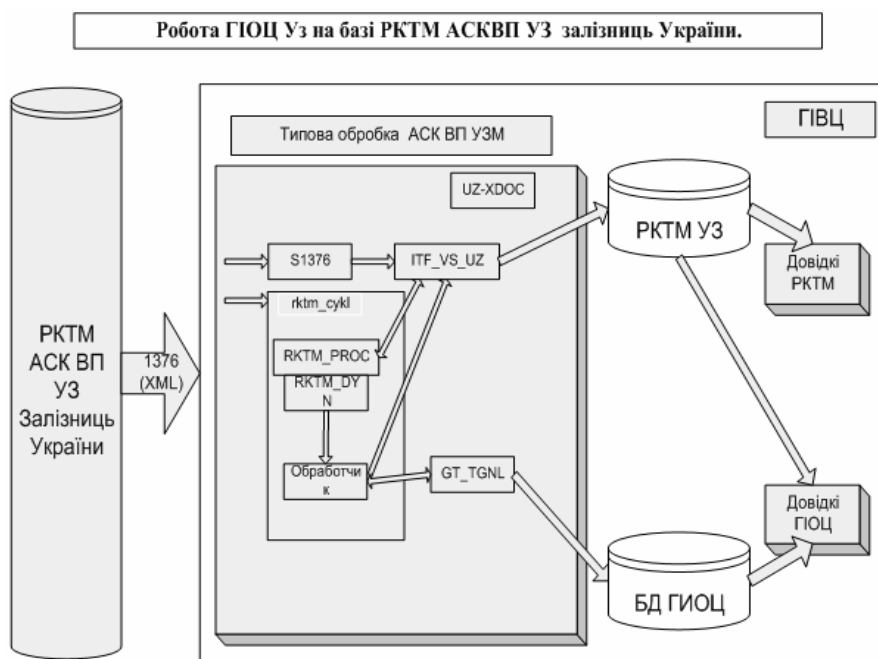 Робота ГІОЦ Уз на базі РКТМ АСКВП УЗ залізниць України.
ГІВЦ
Типова обробка АСК ВП УЗМ
UZ-XDOC
РКТМ УЗ
S1376
ITF_VS_UZ
Довідкі
РКТМ
rktm_cykl
РКТМ
АСК ВП
УЗ
Залізниць
України
1376
(XML)
RKTM_PROC
RKTM_DY
N
Обработчи
к
GT_TGNL
Довідкі
ГІОЦ
БД ГИОЦ